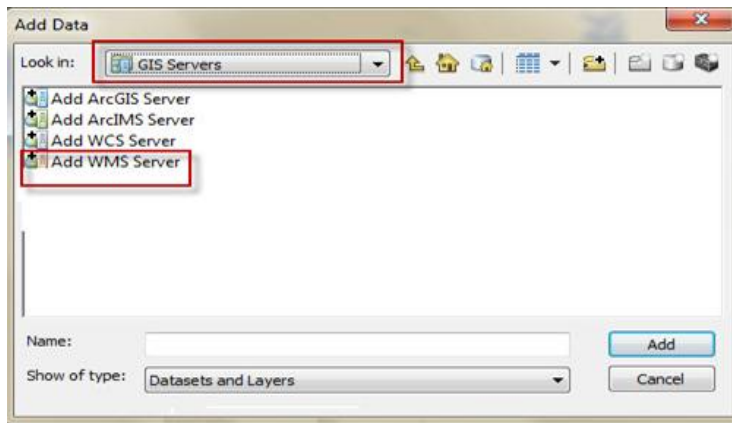 Add Data
Look in: GIS Servers
Add ArcGIS Server
Add ArcIMS Server
Add WCS Server
Add WMS Server
Name: Add
Show of type: Datasets and Layers Cancel